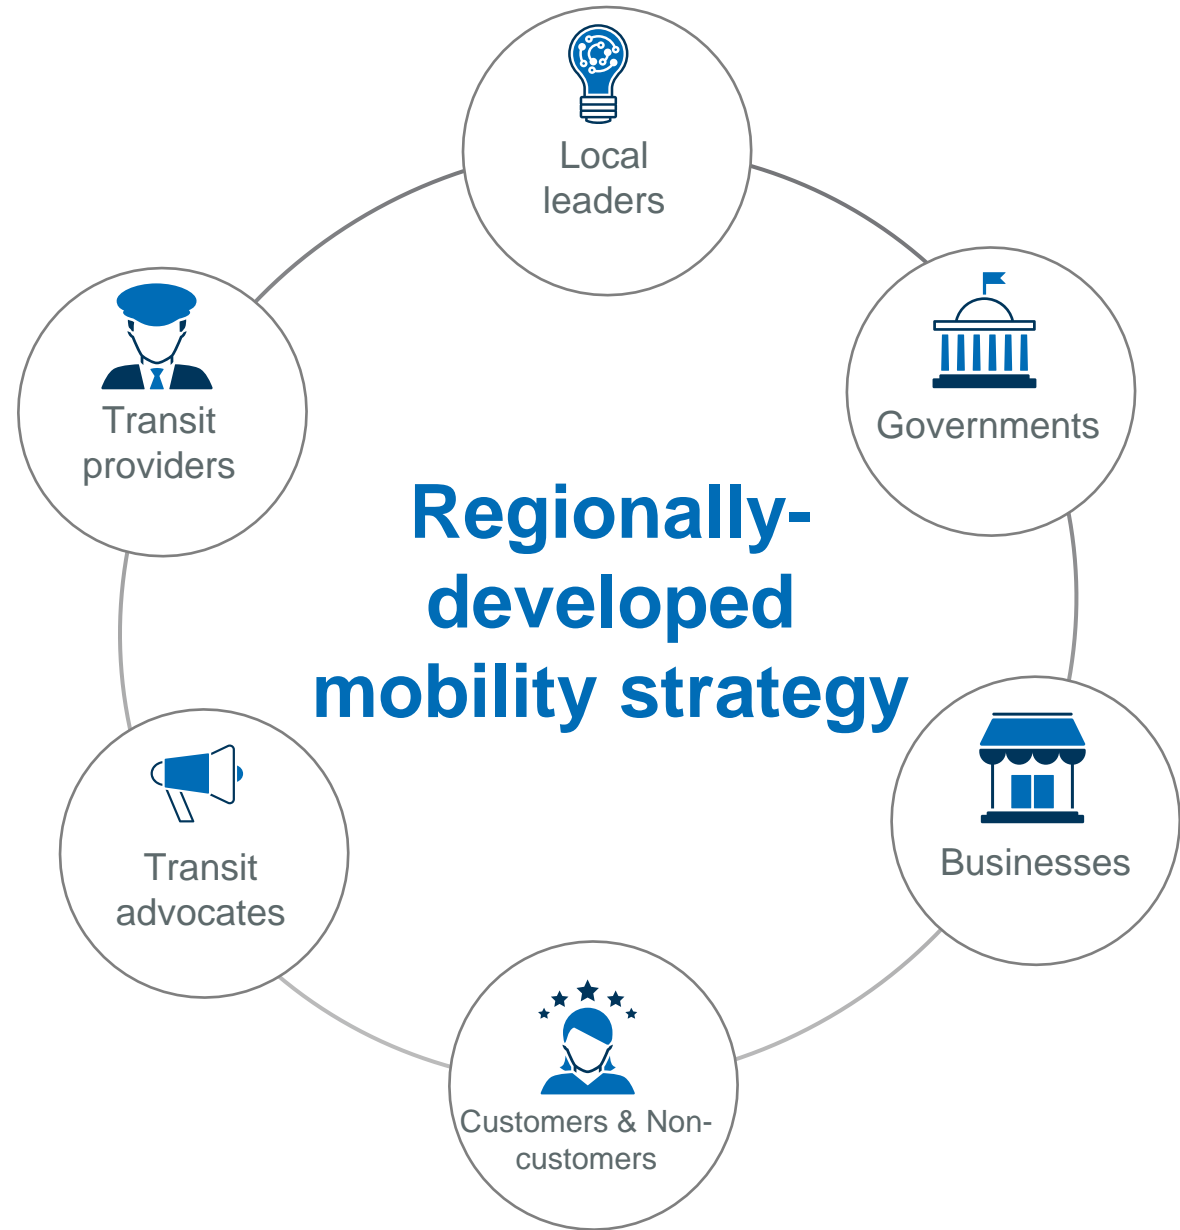 Local
leaders
Governments
Businesses
Customers & Non-
customers
Transit
advocates
Transit
providers
Regionally-
developed
mobility strategy